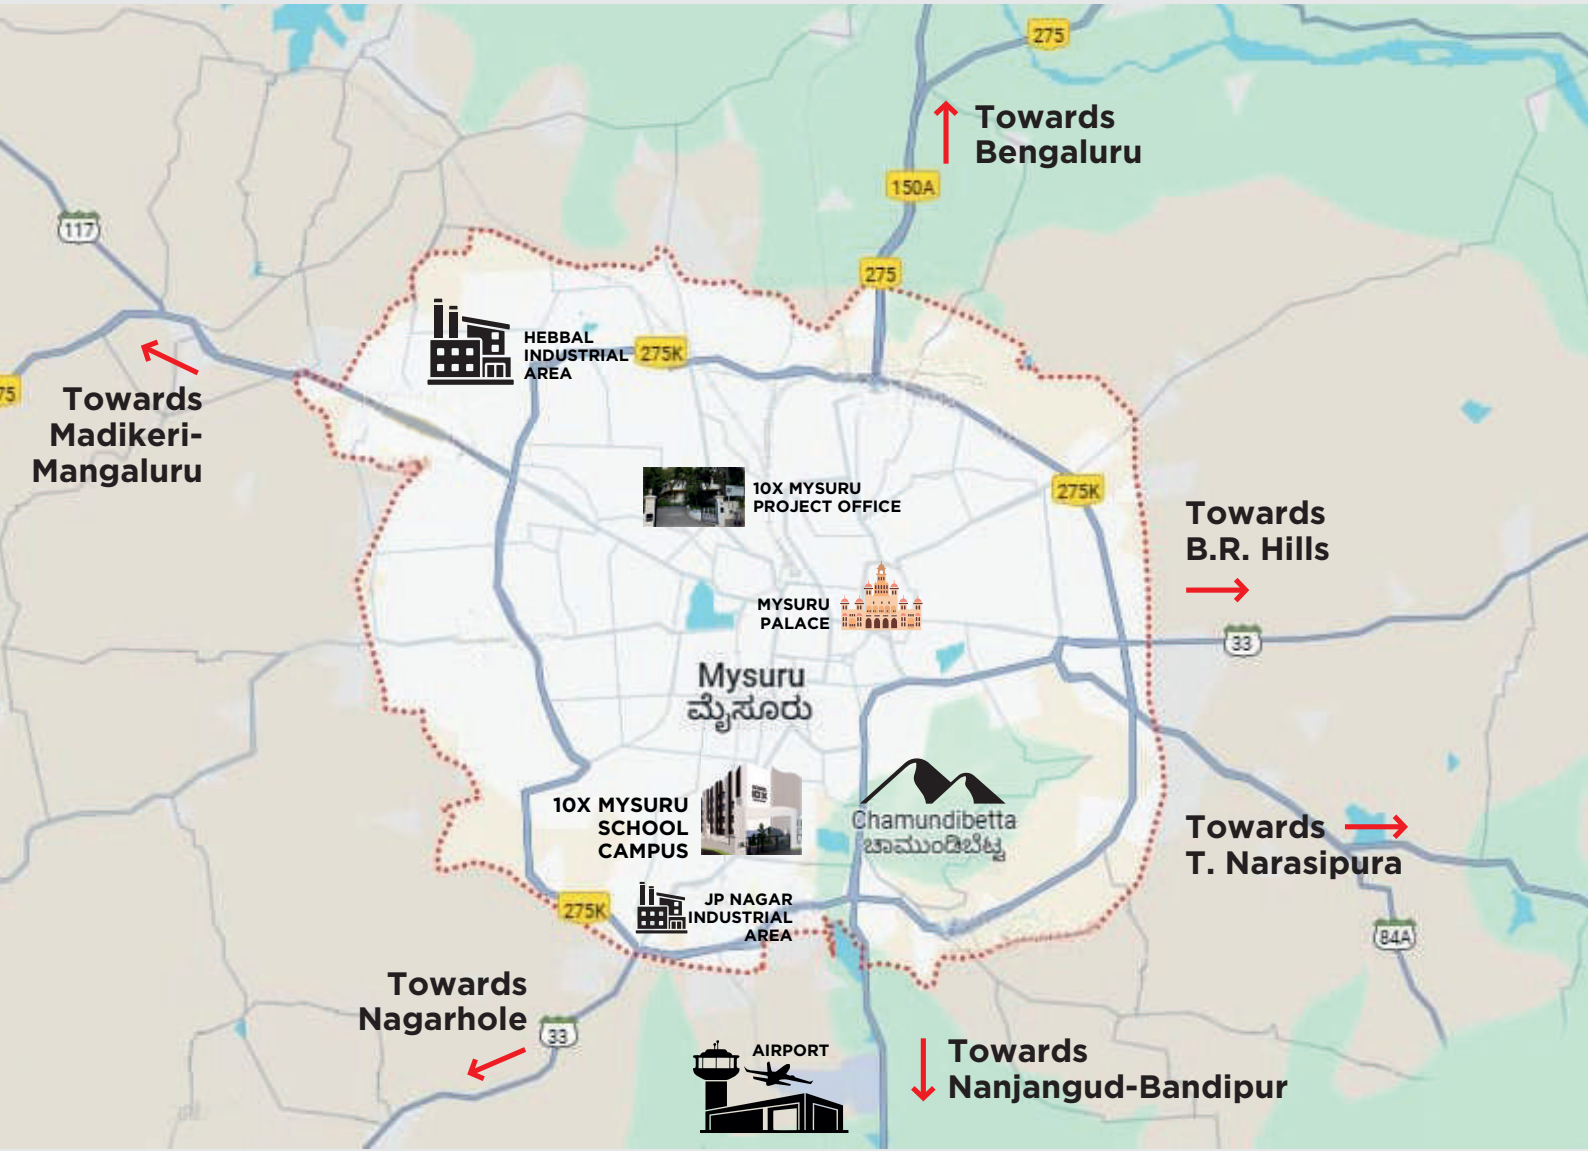 275
Towards
Bengaluru
150A
117
275
HEBBAL
INDUSTRIAL
AREA
275K
75
Towards
Madikeri-
Mangaluru
10X MYSURU
PROJECT OFFICE
275K
Towards
B.R. Hills
MYSURU
PALACE
33
Mysuru
ಮೈಸೂರು
10X MYSURU
SCHOOL
CAMPUS
Chamundibetta
ಚಾಮುಂಡಿಬೆಟ್ಟ
Towards
T. Narasipura
275K
JP NAGAR
INDUSTRIAL
AREA
84A
Towards
Nagarhole
33
AIRPORT
Towards
Nanjangud-Bandipur